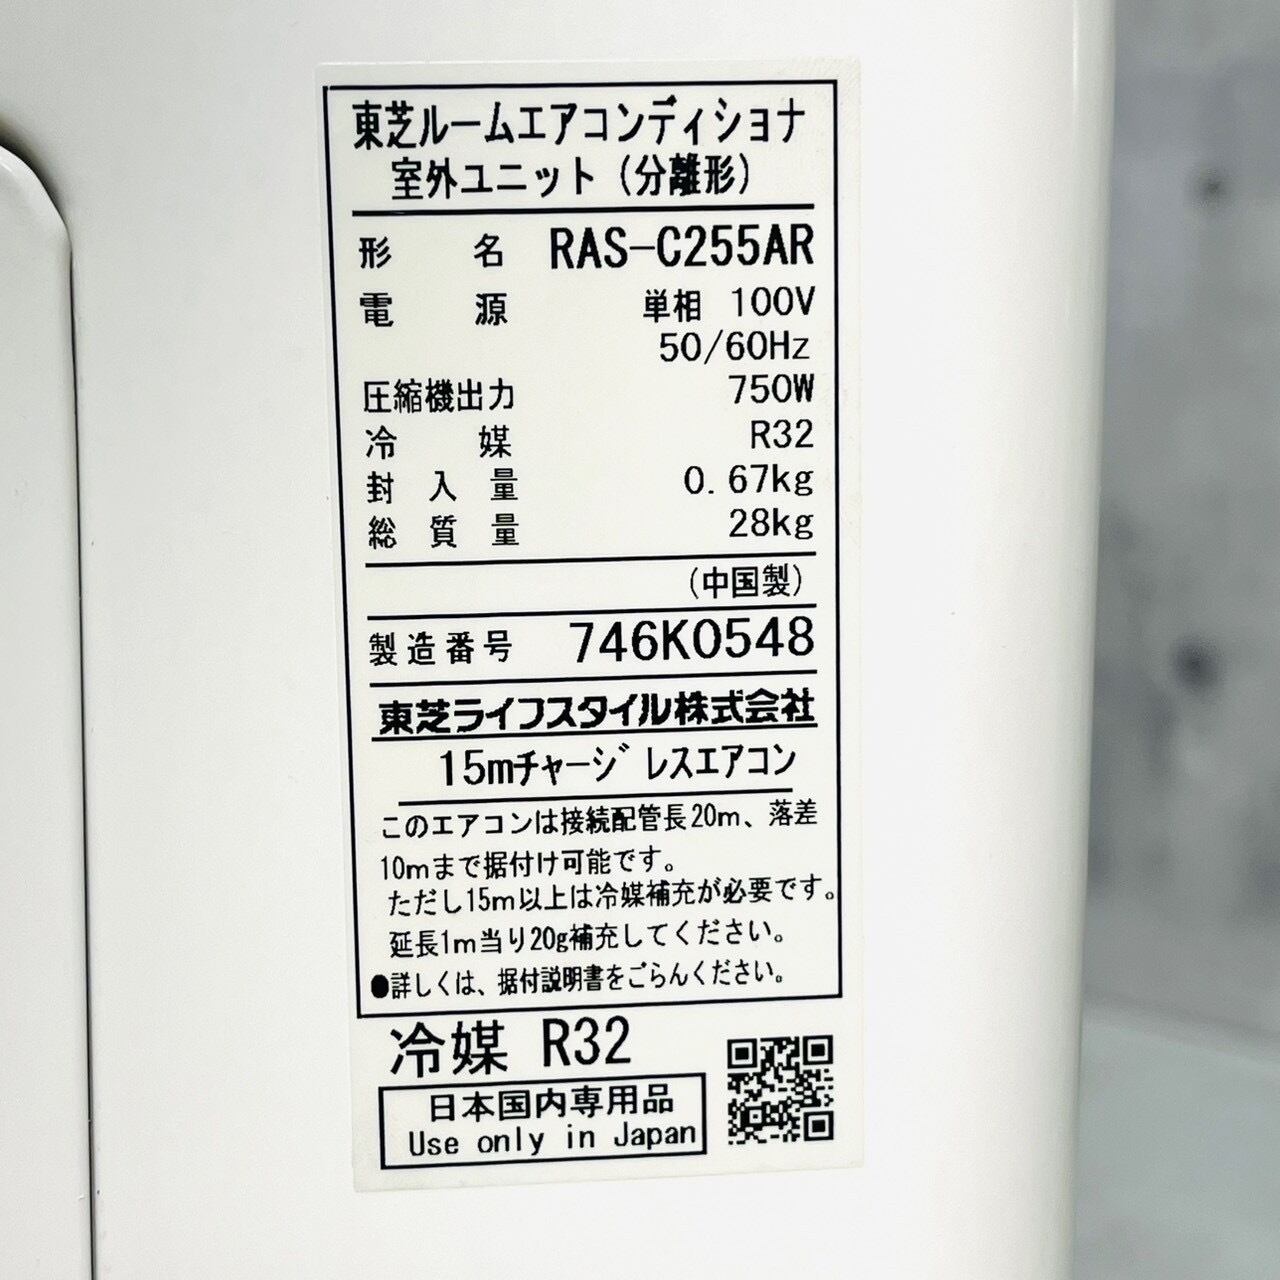 東芝ルームエアコンディショナ
室外ユニット(分離形)
形名 RAS-C255AR
電源 単相 100V
50/60Hz
圧縮機出力 750W
冷媒 R32
封入量 0.67kg
総質量 28kg
(中国製)
製造番号 746K0548
東芝ライフスタイル株式会社
15mチャージレスエアコン
このエアコンは接続配管長20m、落差
10mまで据付け可能です。
ただし15m以上は冷媒補充が必要です。
延長1m当り20g補充してください。
●詳しくは、据付説明書をごらんください。
冷媒 R32
日本国内専用品
Use only in Japan